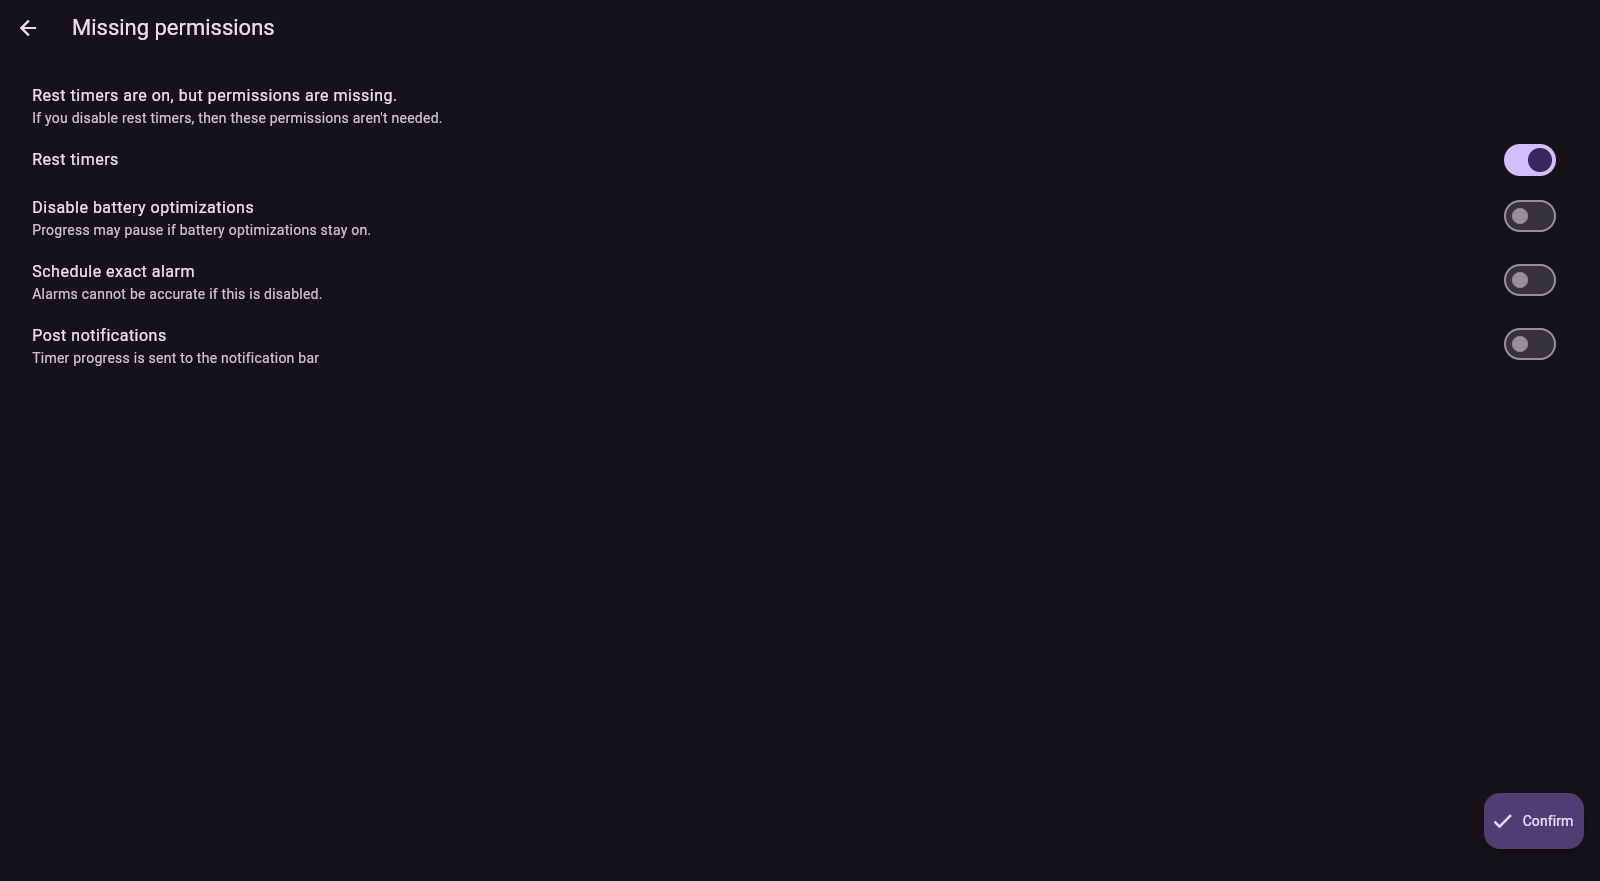 Missing permissions
Rest timers are on, but permissions are missing.
If you disable rest timers, then these permissions aren't needed.
Rest timers
Disable battery optimizations
Progress may pause if battery optimizations stay on.
Schedule exact alarm
Alarms cannot be accurate if this is disabled.
Post notifications
Timer progress is sent to the notification bar
Confirm